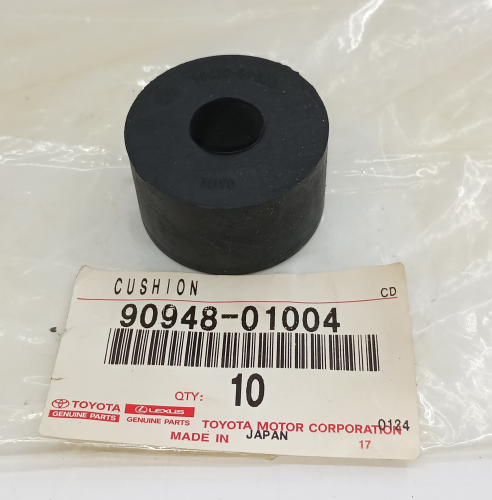 CUSHION
CD
90948-01004
QTY: 10
TOYOTA
GENUINE PARTS
LEXUS
GENUINE PARTS
TOYOTA MOTOR CORPORATION
0124
MADE IN JAPAN
17